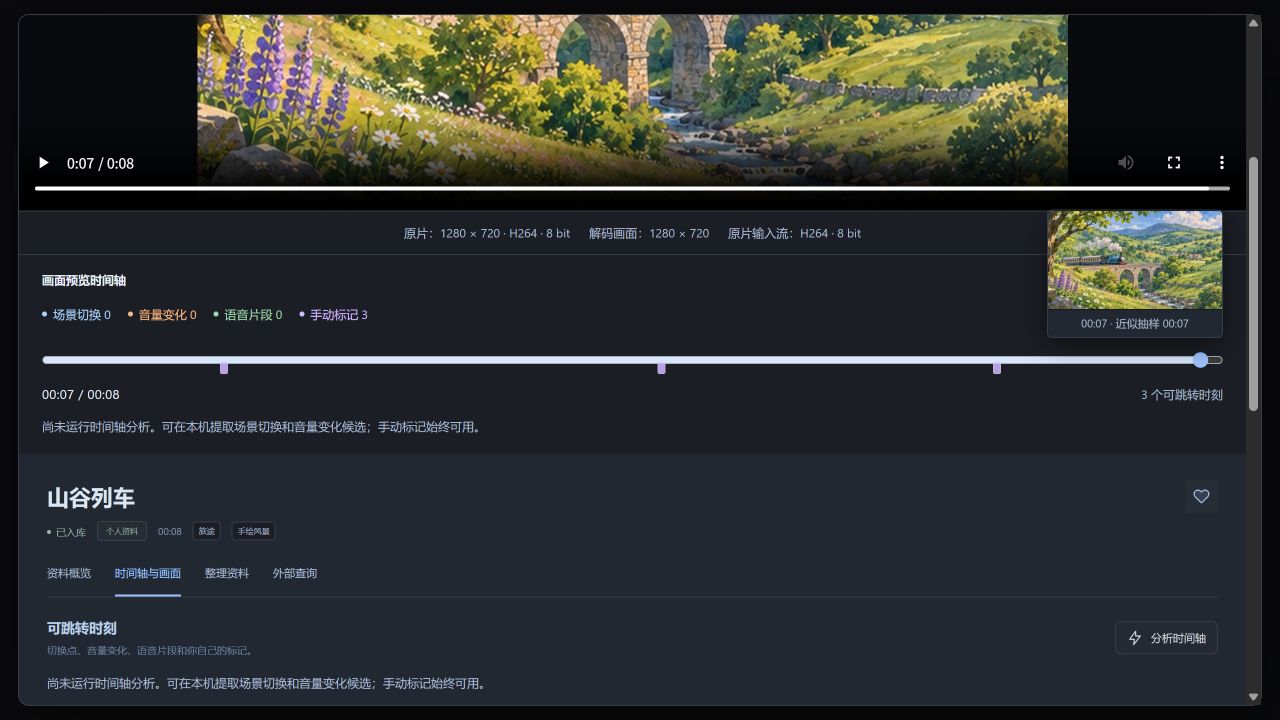 0:07 / 0:08
原片：1280 × 720 · H264 · 8 bit 解码画面：1280 × 720 原片输入流：H264 · 8 bit
00:07 · 近似抽样 00:07
画面预览时间轴
场景切换 0 音量变化 0 语音片段 0 手动标记 3
00:07 / 00:08
3 个可跳转时刻
尚未运行时间轴分析。可在本机提取场景切换和音量变化候选；手动标记始终可用。
山谷列车
已入库 个人资料 00:08 旅途 手绘风景
资料概览 时间轴与画面 整理资料 外部查询
可跳转时刻
切换点、音量变化、语音片段和你自己的标记。
分析时间轴
尚未运行时间轴分析。可在本机提取场景切换和音量变化候选；手动标记始终可用。